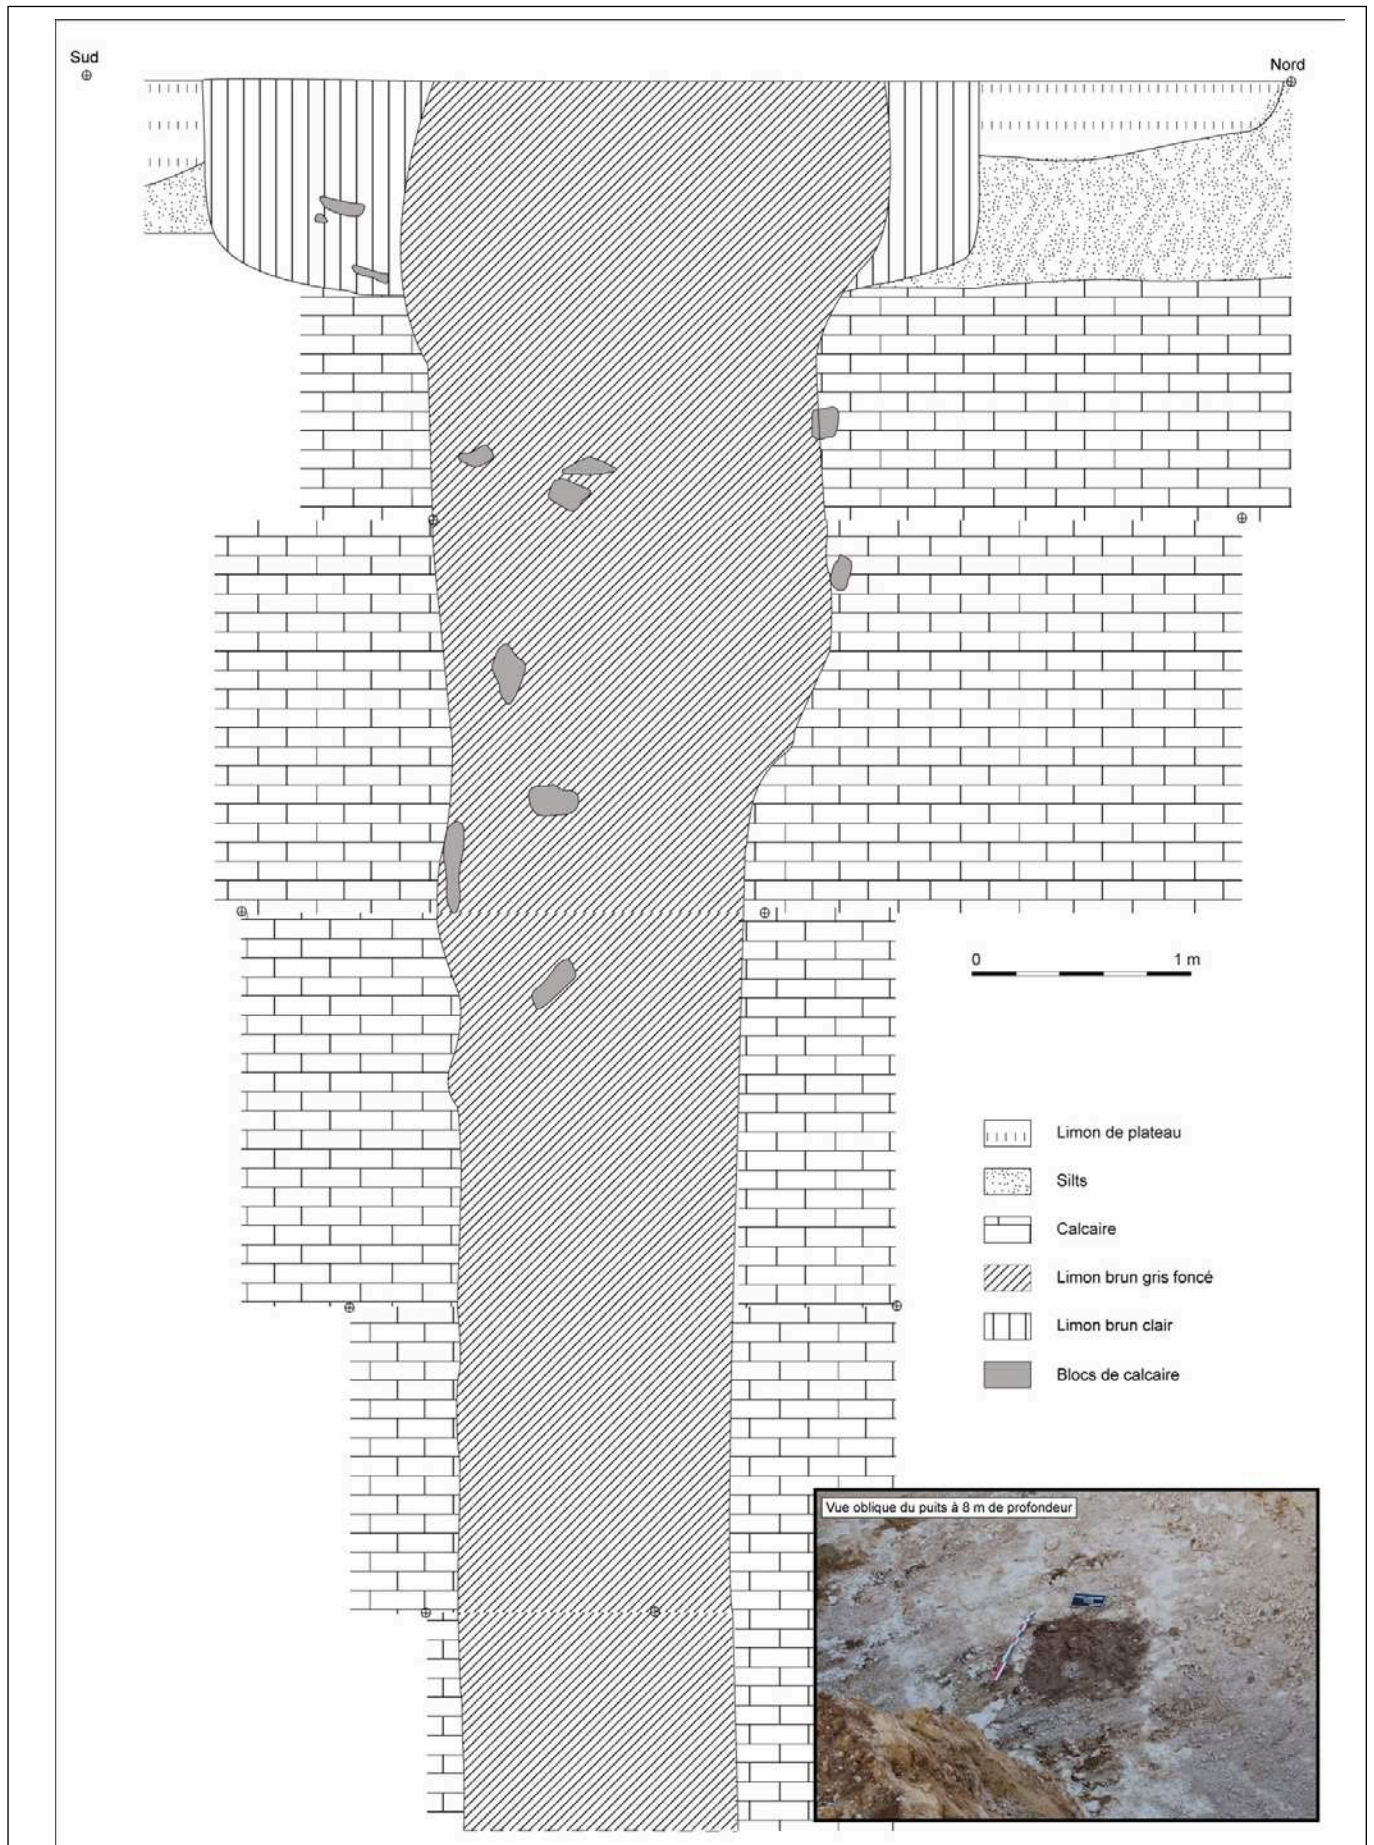 Sud
Nord
0 1 m
Limon de plateau
Silts
Calcaire
Limon brun gris foncé
Limon brun clair
Blocs de calcaire
Vue oblique du puits à 8 m de profondeur